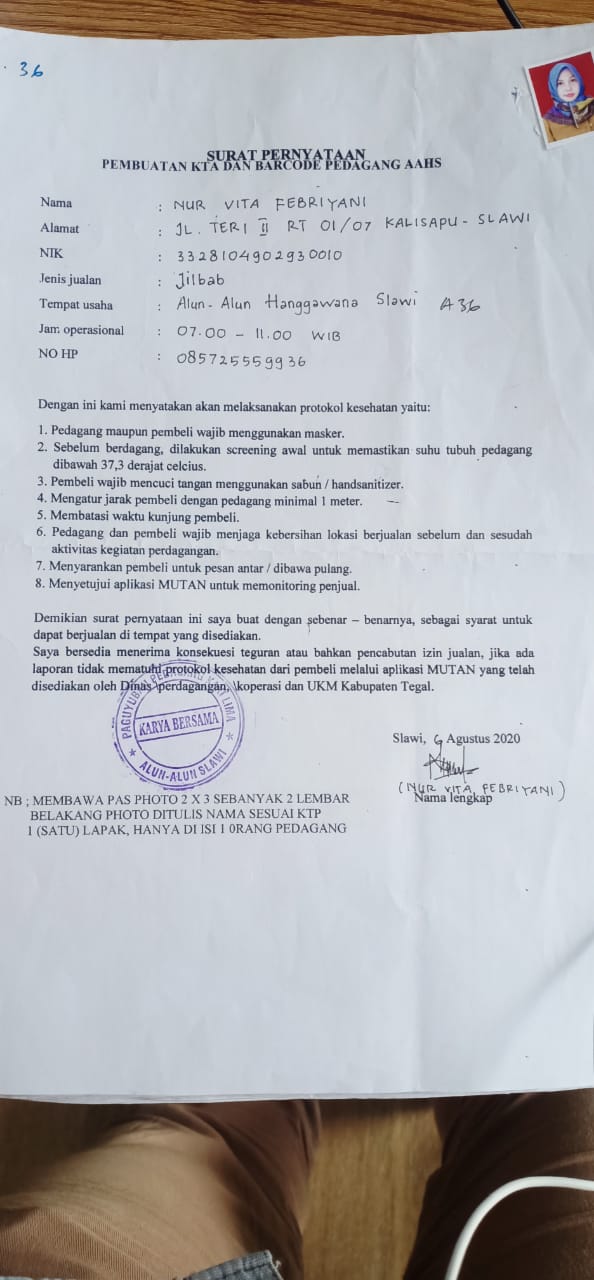 36
SURAT PERNYATAAN
PEMBUATAN KTA DAN BARCODE PEDAGANG AAHS
Nama : NUR VITA FEBRIYANI
Alamat : JL. TERI II RT 01/07 KALISAPU - SLAWI
NIK : 3328104902930010
Jenis jualan : Jilbab
Tempat usaha : Alun-Alun Hanggawana Slawi A36
Jam operasional : 07.00 - 11.00 WIB
NO HP : 085725559936
Dengan ini kami menyatakan akan melaksanakan protokol kesehatan yaitu:
1. Pedagang maupun pembeli wajib menggunakan masker.
2. Sebelum berdagang, dilakukan screening awal untuk memastikan suhu tubuh pedagang
dibawah 37,3 derajat celcius.
3. Pembeli wajib mencuci tangan menggunakan sabun / handsanitizer.
4. Mengatur jarak pembeli dengan pedagang minimal 1 meter.
5. Membatasi waktu kunjung pembeli.
6. Pedagang dan pembeli wajib menjaga kebersihan lokasi berjualan sebelum dan sesudah
aktivitas kegiatan perdagangan.
7. Menyarankan pembeli untuk pesan antar / dibawa pulang.
8. Menyetujui aplikasi MUTAN untuk memonitoring penjual.
Demikian surat pernyataan ini saya buat dengan sebenar – benarnya, sebagai syarat untuk
dapat berjualan di tempat yang disediakan.
Saya bersedia menerima konsekuesi teguran atau bahkan pencabutan izin jualan, jika ada
laporan tidak mematuhi protokol kesehatan dari pembeli melalui aplikasi MUTAN yang telah
disediakan oleh Dinas perdagangan, koperasi dan UKM Kabupaten Tegal.
PAGUYUBAN PEDAGANG KAKI LIMA
KARYA BERSAMA
ALUN-ALUN SLAWI
Slawi, 6 Agustus 2020
(NUR VITA FEBRIYANI)
Nama lengkap
NB ; MEMBAWA PAS PHOTO 2 X 3 SEBANYAK 2 LEMBAR
BELAKANG PHOTO DITULIS NAMA SESUAI KTP
1 (SATU) LAPAK, HANYA DI ISI 1 0RANG PEDAGANG